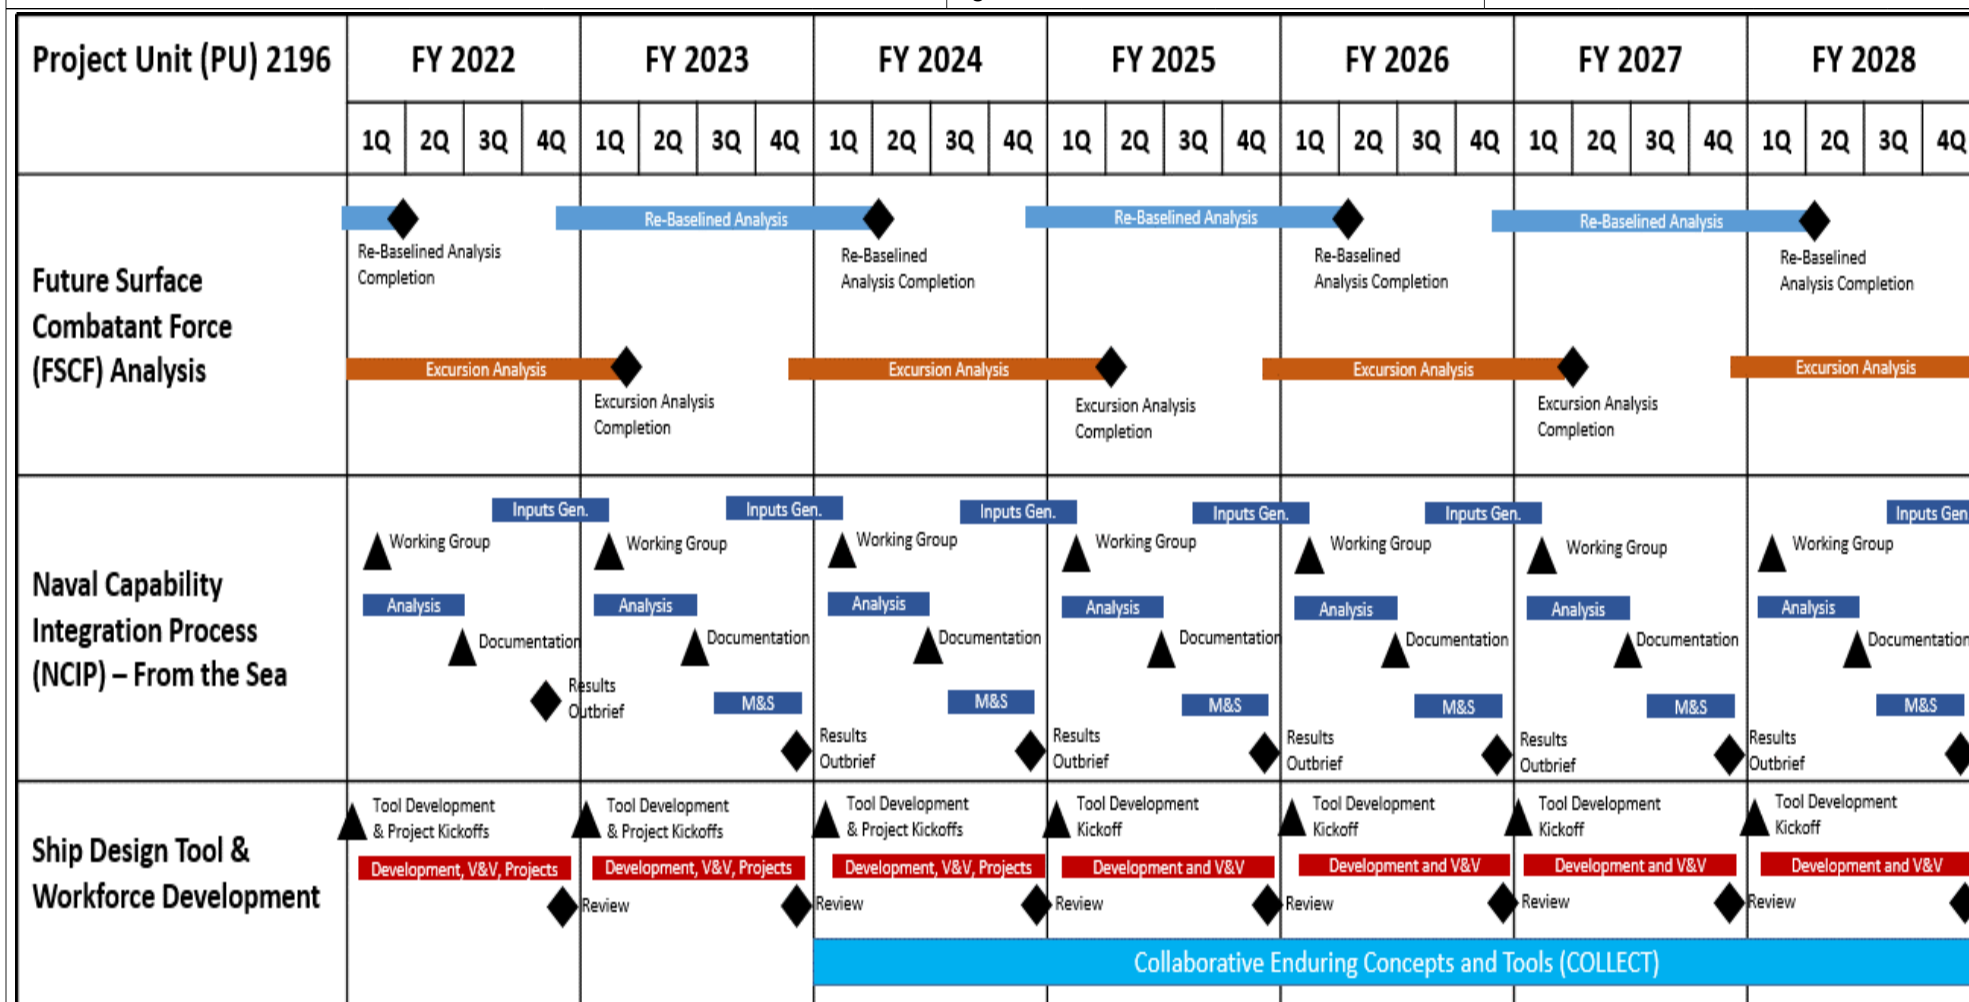 Project Unit (PU) 2196
FY 2022 FY 2023 FY 2024 FY 2025 FY 2026 FY 2027 FY 2028
1Q 2Q 3Q 4Q 1Q 2Q 3Q 4Q 1Q 2Q 3Q 4Q 1Q 2Q 3Q 4Q 1Q 2Q 3Q 4Q 1Q 2Q 3Q 4Q 1Q 2Q 3Q 4Q
Future Surface
Combatant Force
(FSCF) Analysis
Re-Baselined Analysis Re-Baselined Analysis Re-Baselined Analysis
Re-Baselined Analysis
Completion
Re-Baselined
Analysis Completion
Re-Baselined
Analysis Completion
Re-Baselined
Analysis Completion
Excursion Analysis Excursion Analysis Excursion Analysis Excursion Analysis
Excursion Analysis
Completion
Excursion Analysis
Completion
Excursion Analysis
Completion
Naval Capability
Integration Process
(NCIP) – From the Sea
Inputs Gen. Inputs Gen. Inputs Gen. Inputs Gen. Inputs Gen. Inputs Gen
Working Group Working Group Working Group Working Group Working Group Working Group Working Group
Analysis Analysis Analysis Analysis Analysis Analysis Analysis
Documentation Documentation Documentation Documentation Documentation Documentation Documentation
Results
Outbrief
M&S M&S M&S M&S M&S M&S
Results
Outbrief
Results
Outbrief
Results
Outbrief
Results
Outbrief
Results
Outbrief
Ship Design Tool &
Workforce Development
Tool Development
& Project Kickoffs
Tool Development
& Project Kickoffs
Tool Development
& Project Kickoffs
Tool Development
Kickoff
Tool Development
Kickoff
Tool Development
Kickoff
Tool Development
Kickoff
Development, V&V, Projects Development, V&V, Projects Development, V&V, Projects Development and V&V Development and V&V Development and V&V Development and V&V
Review Review Review Review Review Review
Collaborative Enduring Concepts and Tools (COLLECT)